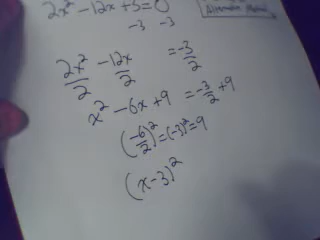 2x² - 12x + 3 = 0
-3 -3
2x²/2 - 12x/2 = -3/2
x² - 6x + 9 = -3/2 + 9
(-6/2)² = (-3)² = 9
(x - 3)²